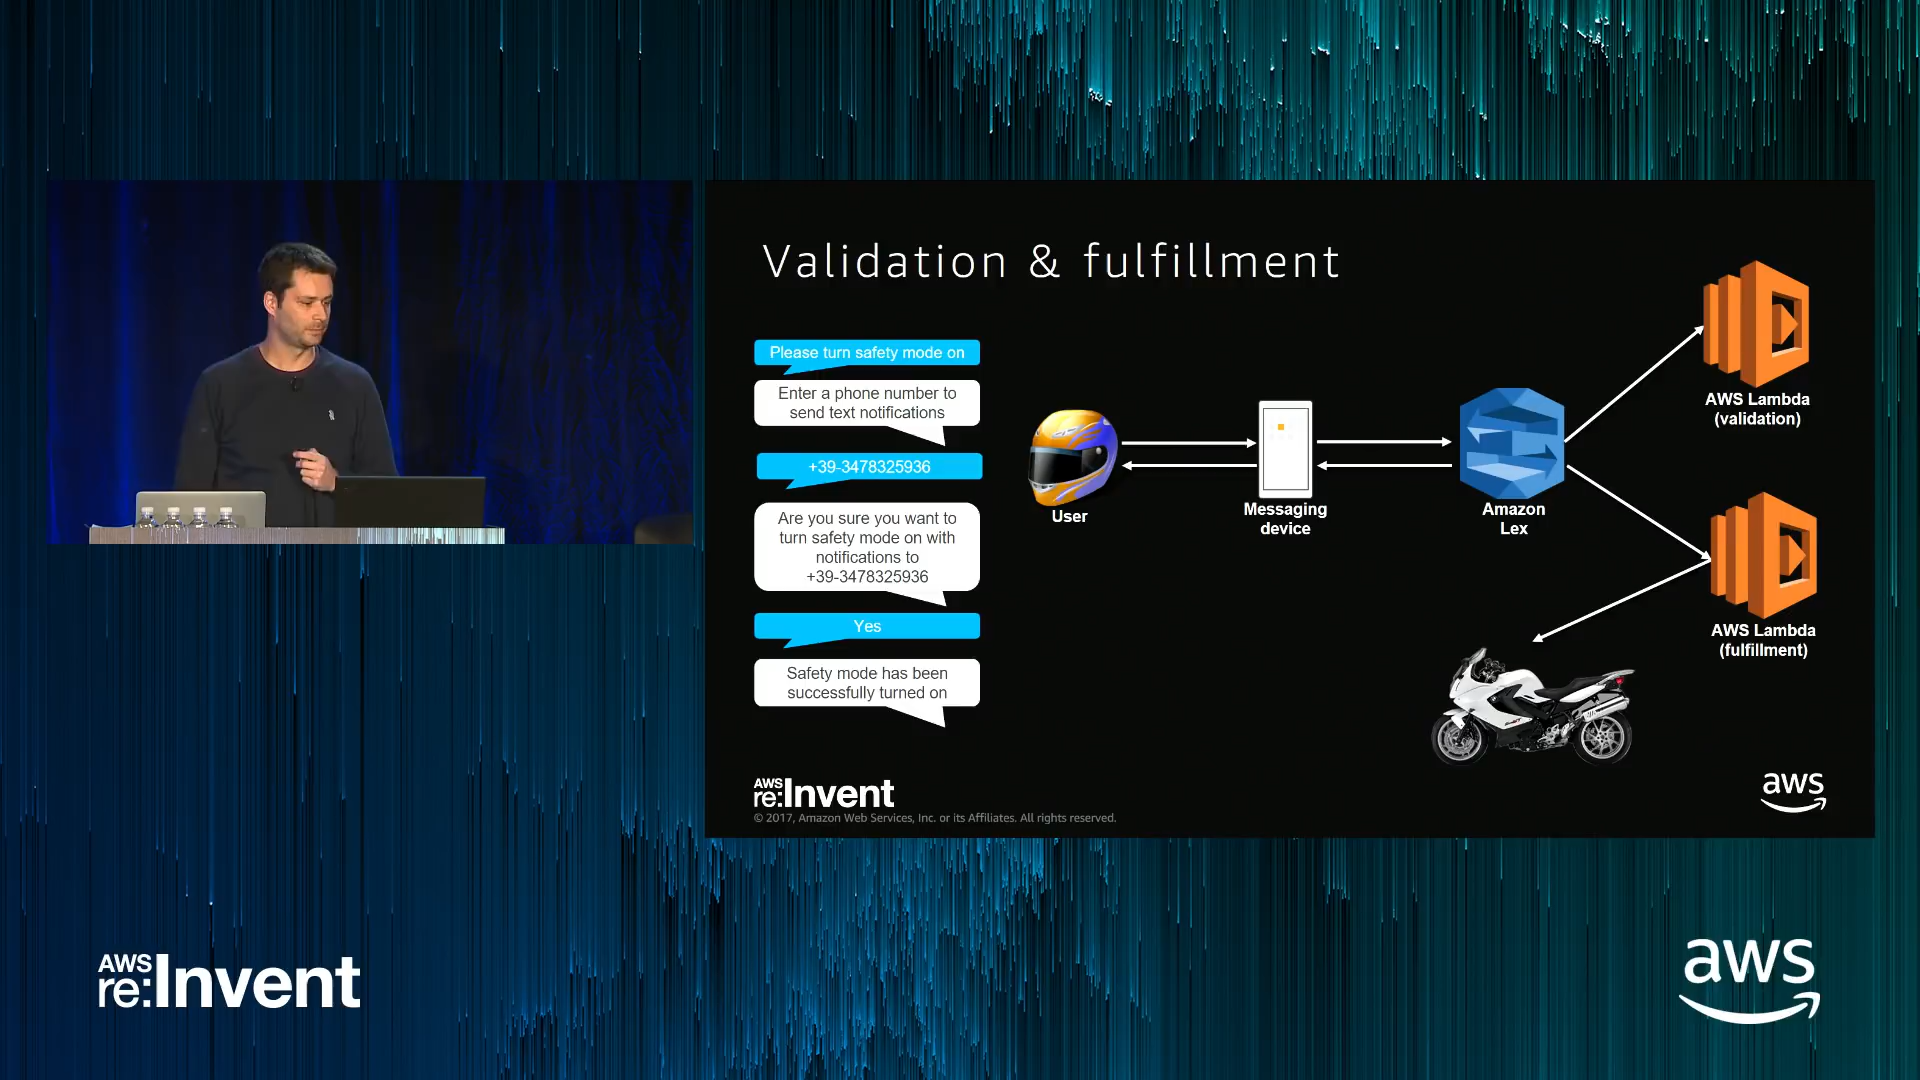 Validation & fulfillment
Please turn safety mode on
Enter a phone number to
send text notifications
+39-3478325936
Are you sure you want to
turn safety mode on with
notifications to
+39-3478325936
Yes
Safety mode has been
successfully turned on
User
Messaging
device
Amazon
Lex
AWS Lambda
(validation)
AWS Lambda
(fulfillment)
AWS
re:Invent
© 2017, Amazon Web Services, Inc. or its Affiliates. All rights reserved.
aws
AWS
re:Invent
aws